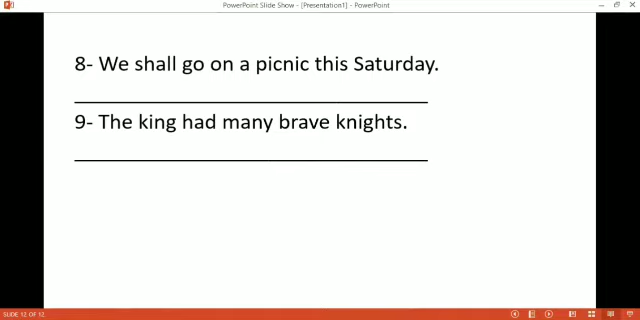 PowerPoint Slide Show - [Presentation1] - PowerPoint
8- We shall go on a picnic this Saturday.
9- The king had many brave knights.
SLIDE 12 OF 12